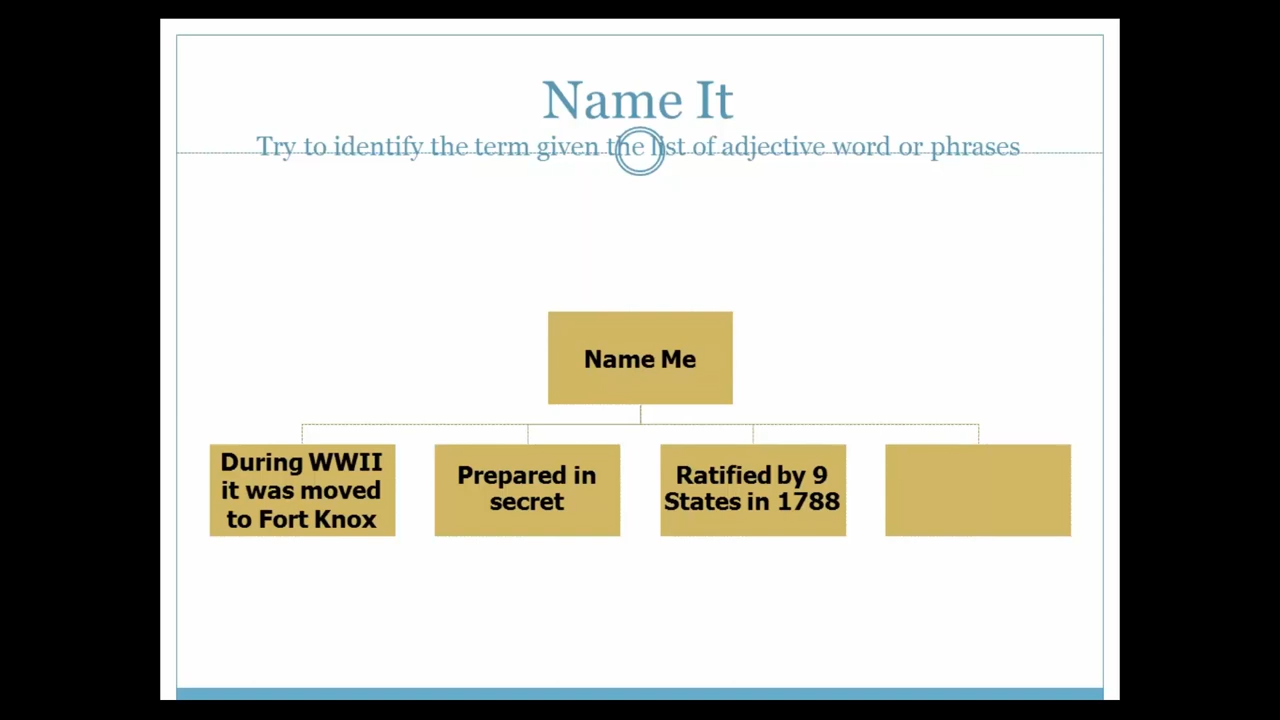 Name It
Try to identify the term given the list of adjective word or phrases
Name Me
During WWII
it was moved
to Fort Knox
Prepared in
secret
Ratified by 9
States in 1788